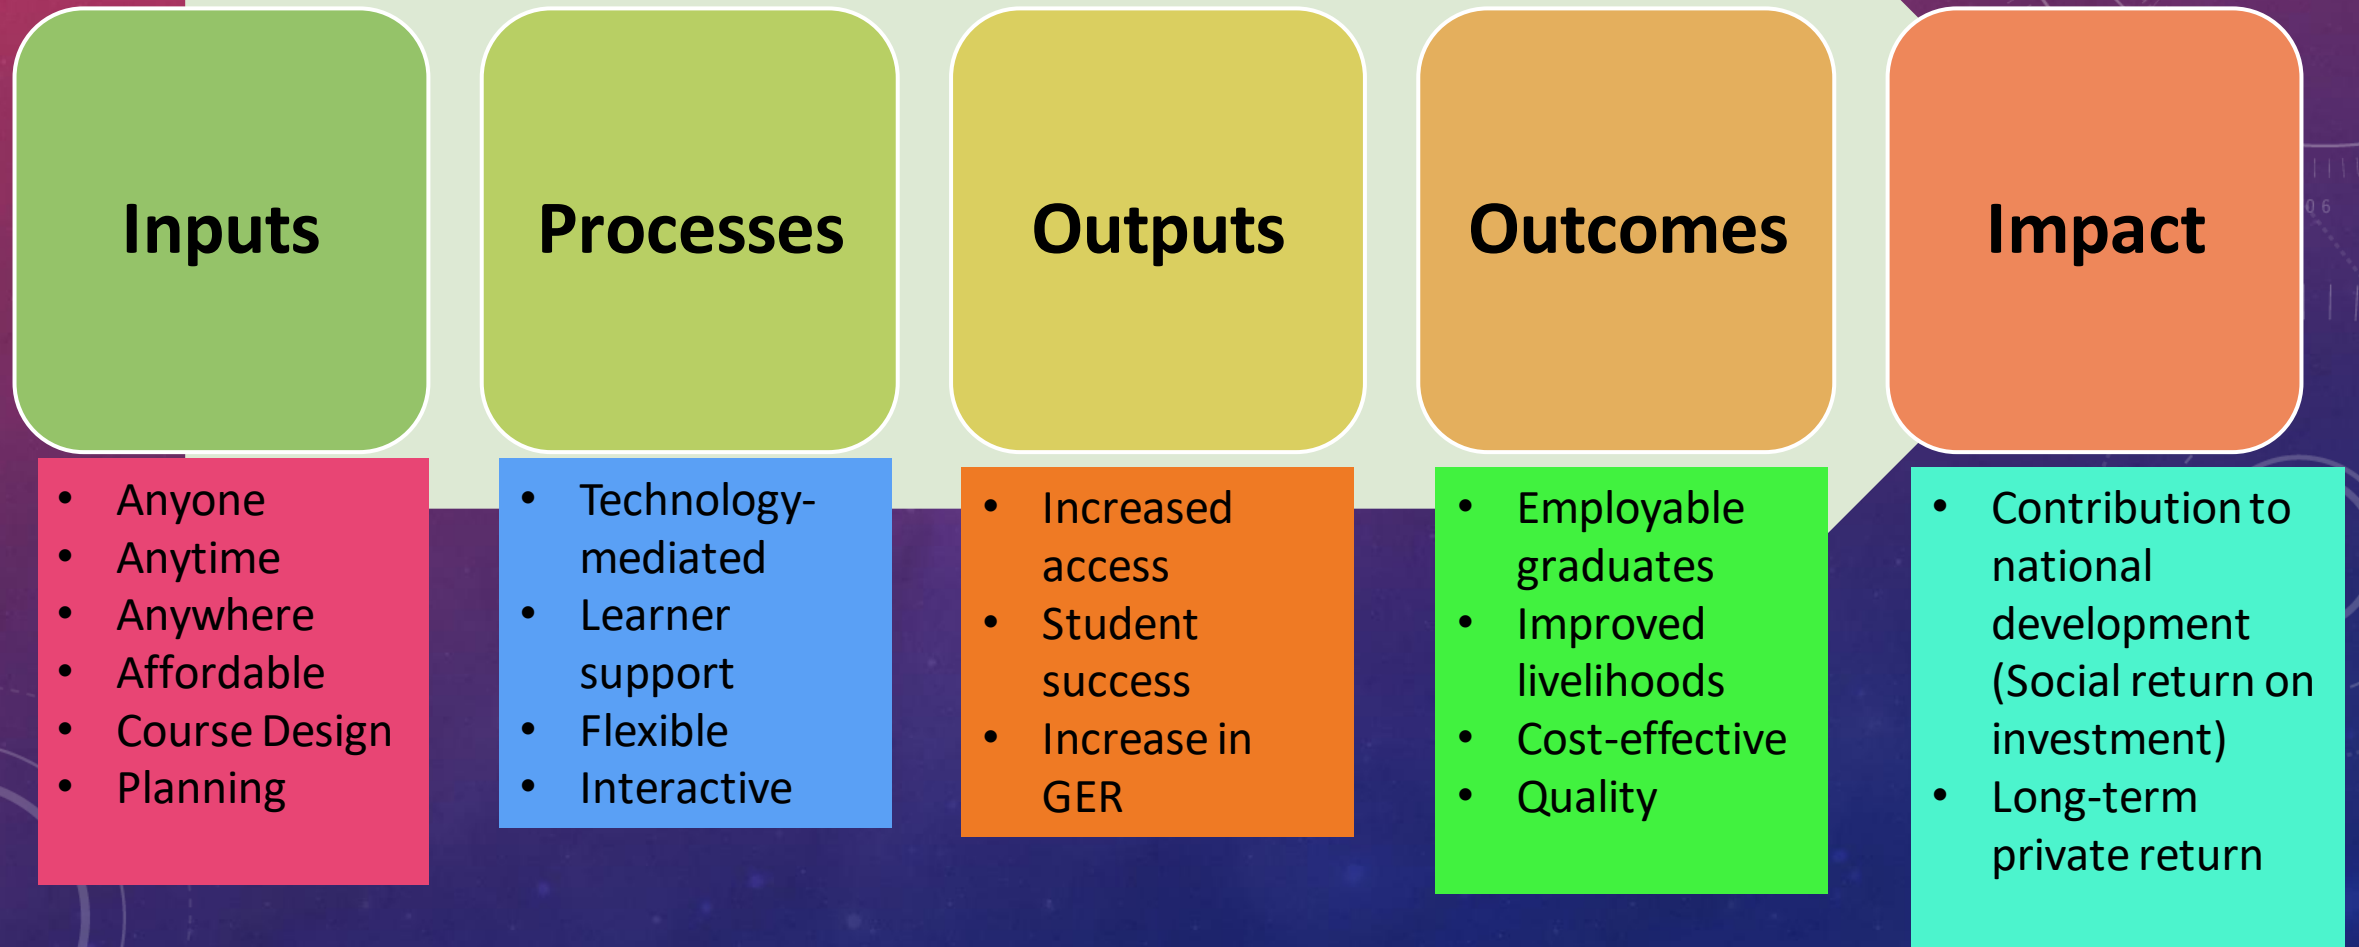 Inputs
Processes
Outputs
Outcomes
Impact
• Anyone
• Anytime
• Anywhere
• Affordable
• Course Design
• Planning
• Technology-
mediated
• Learner
support
• Flexible
• Interactive
• Increased
access
• Student
success
• Increase in
GER
• Employable
graduates
• Improved
livelihoods
• Cost-effective
• Quality
• Contribution to
national
development
(Social return on
investment)
• Long-term
private return
06